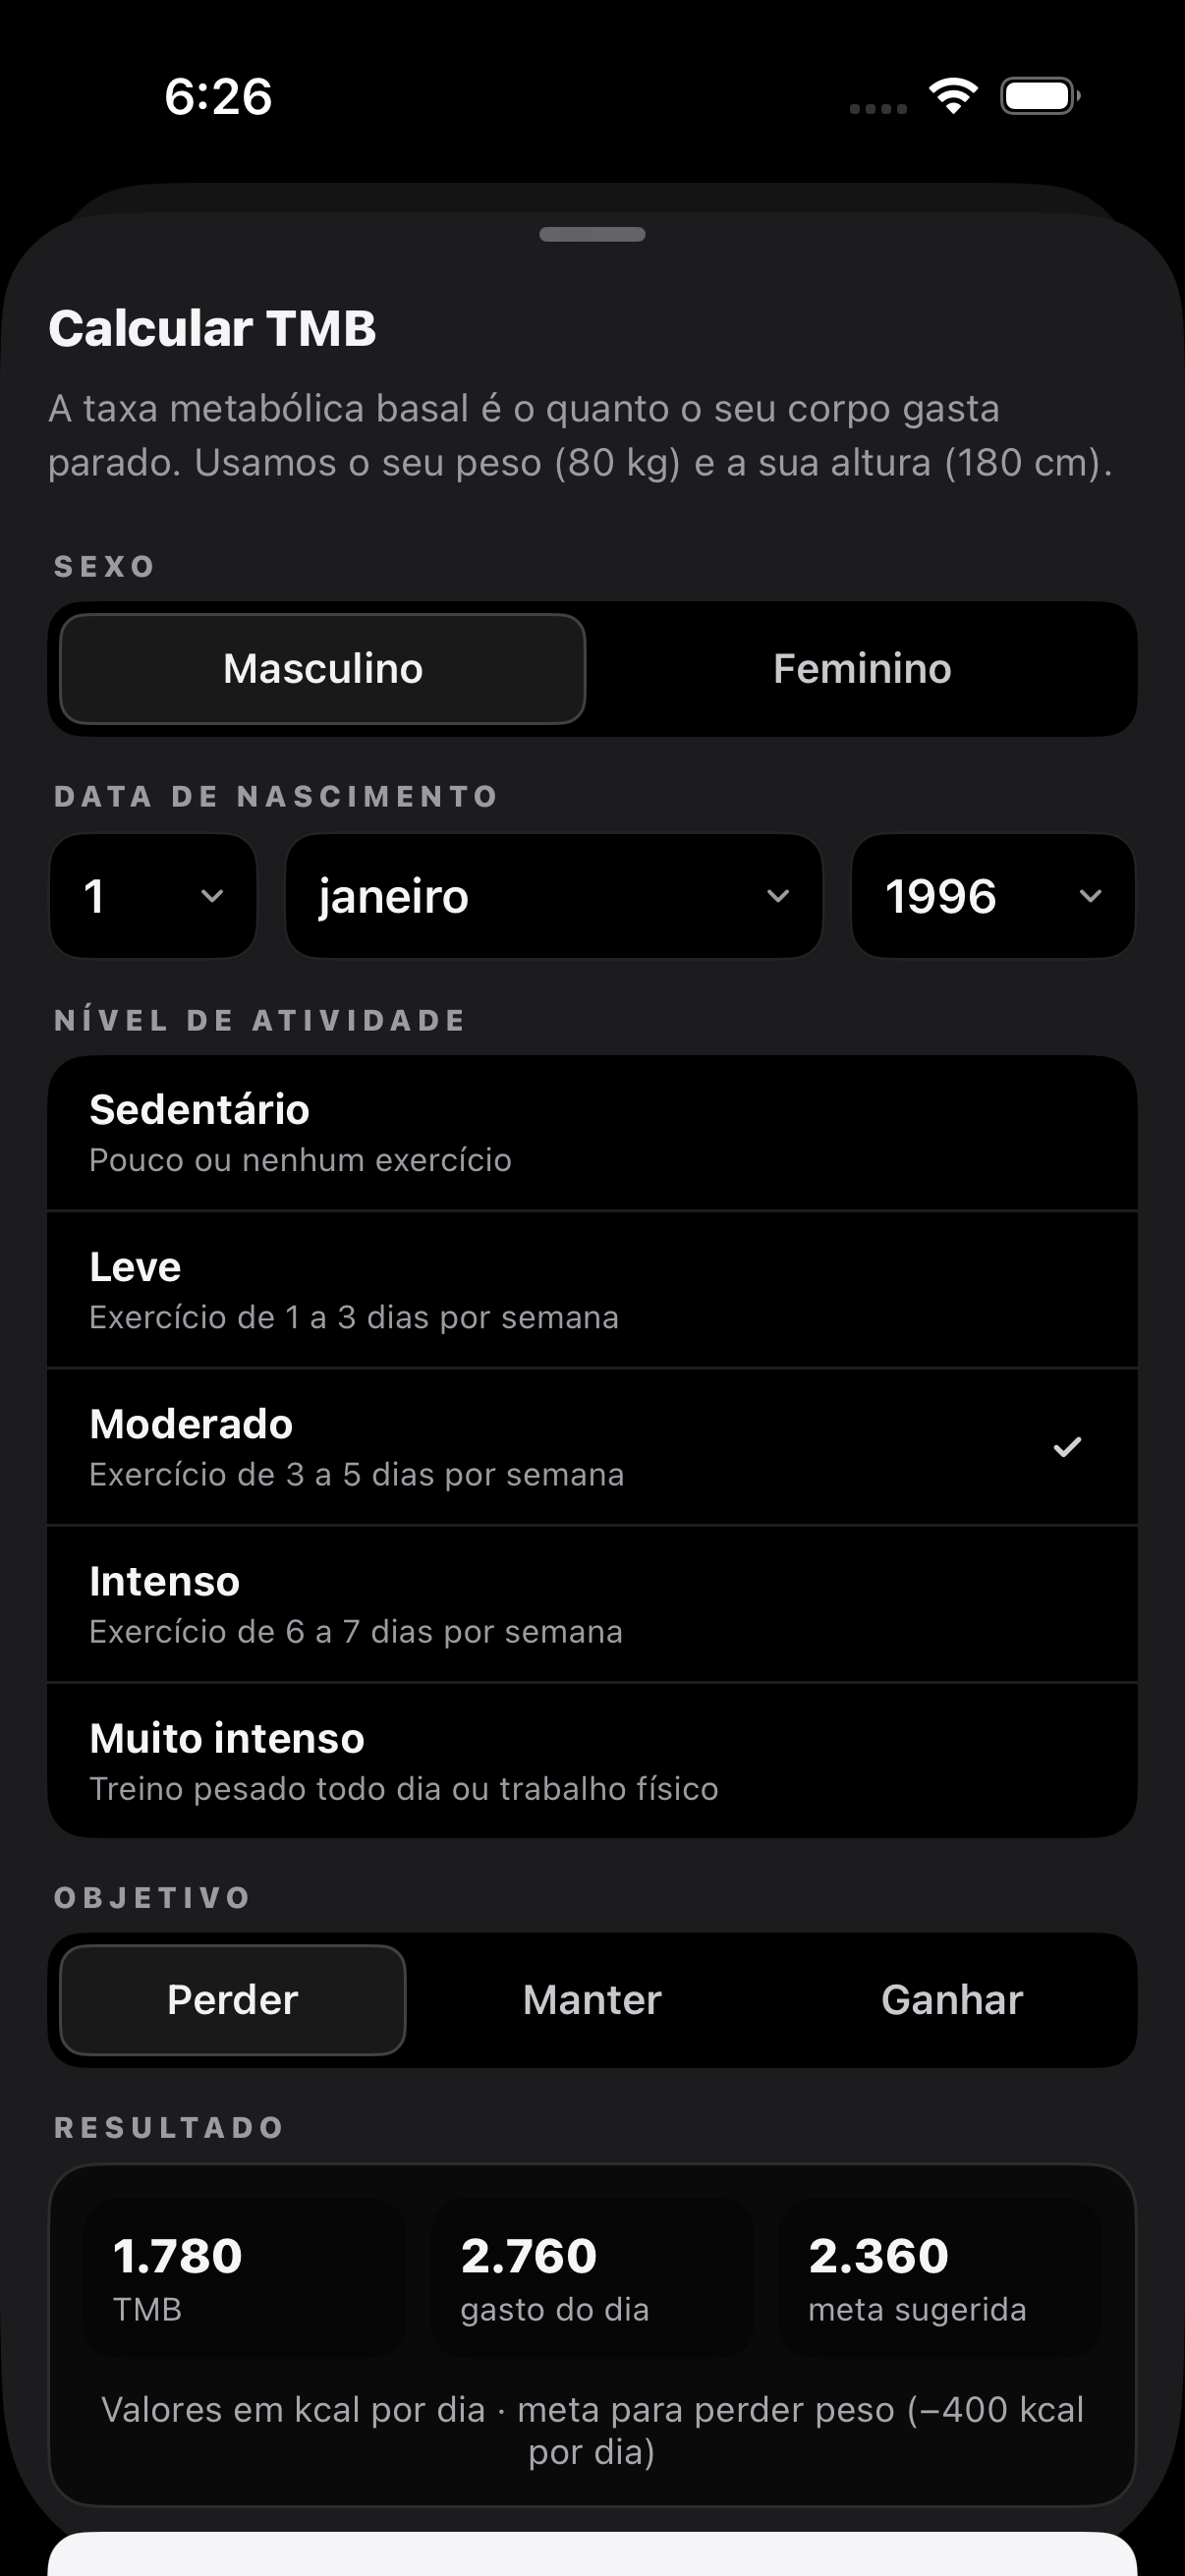 6:26
Calcular TMB
A taxa metabólica basal é o quanto o seu corpo gasta
parado. Usamos o seu peso (80 kg) e a sua altura (180 cm).
SEXO
Masculino Feminino
DATA DE NASCIMENTO
1 janeiro 1996
NÍVEL DE ATIVIDADE
Sedentário
Pouco ou nenhum exercício
Leve
Exercício de 1 a 3 dias por semana
Moderado
Exercício de 3 a 5 dias por semana
Intenso
Exercício de 6 a 7 dias por semana
Muito intenso
Treino pesado todo dia ou trabalho físico
OBJETIVO
Perder Manter Ganhar
RESULTADO
1.780 2.760 2.360
TMB gasto do dia meta sugerida
Valores em kcal por dia · meta para perder peso (−400 kcal
por dia)